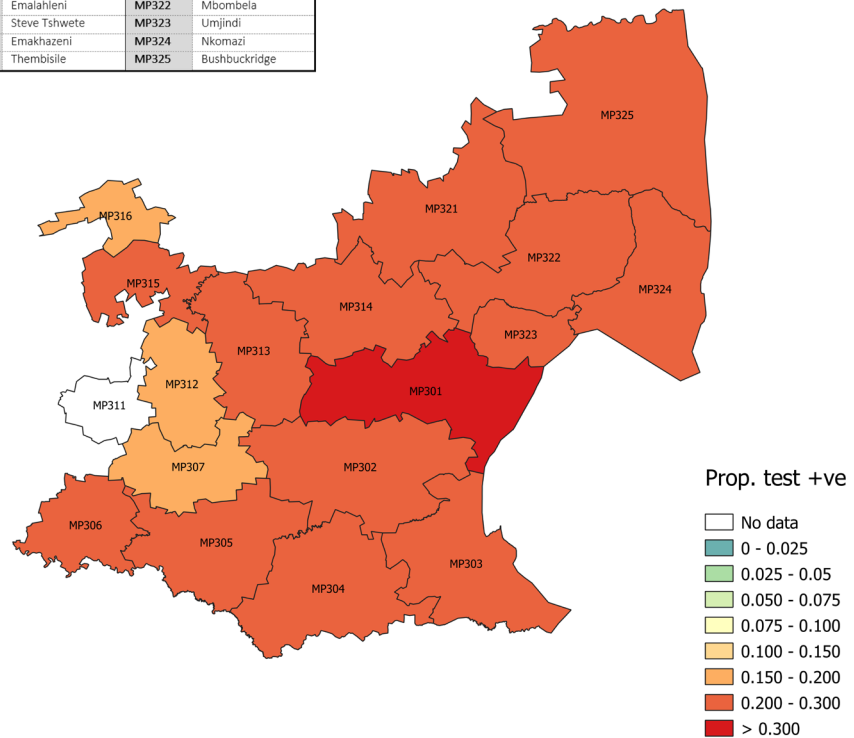 Emalahleni MP322 Mbombela
Steve Tshwete MP323 Umjindi
Emakhazeni MP324 Nkomazi
Thembisile MP325 Bushbuckridge
MP325
MP321
MP316
MP322
MP315
MP324
MP314
MP323
MP313
MP312
MP301
MP311
MP307
MP302
MP306
MP305
MP303
MP304
Prop. test +ve
No data
0 - 0.025
0.025 - 0.05
0.050 - 0.075
0.075 - 0.100
0.100 - 0.150
0.150 - 0.200
0.200 - 0.300
> 0.300